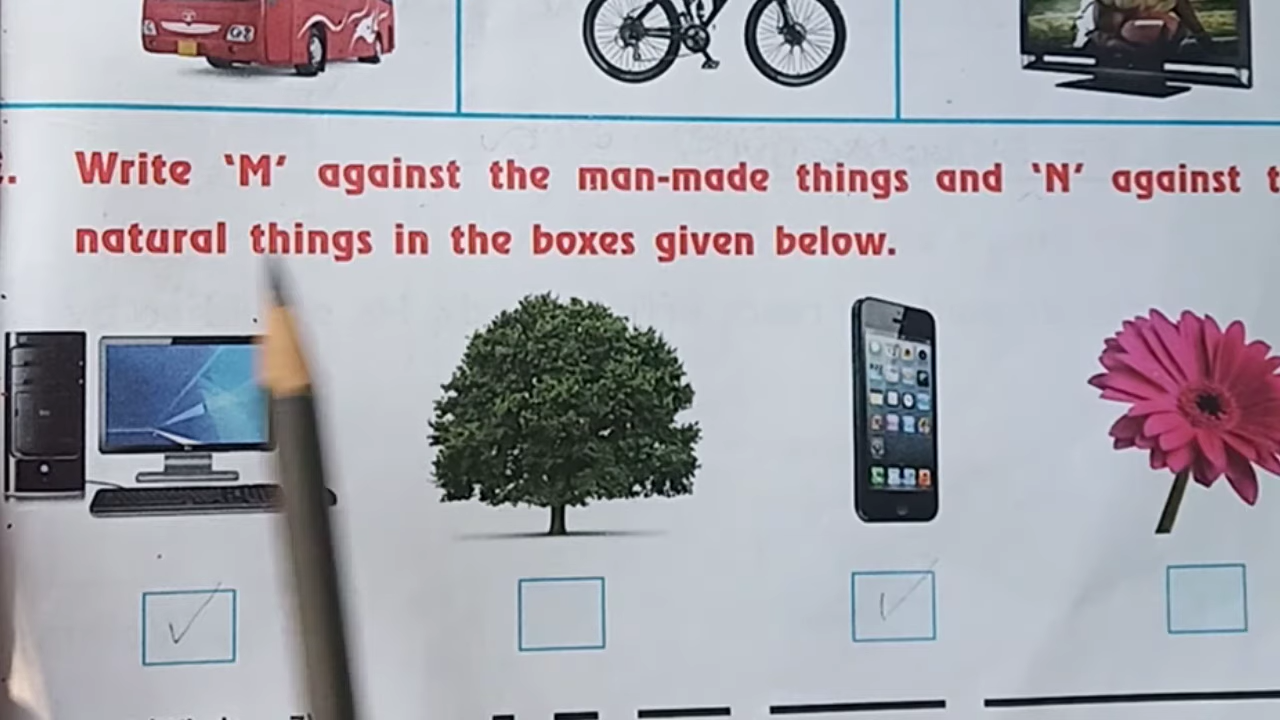 Write 'M' against the man-made things and 'N' against
natural things in the boxes given below.